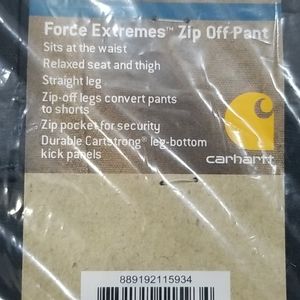 Force Extremes™ Zip Off Pant
Sits at the waist
Relaxed seat and thigh
Straight leg
Zip-off legs convert pants
to shorts
Zip pocket for security
Durable Cartstrong® leg-bottom
kick panels
carhartt
889192115934